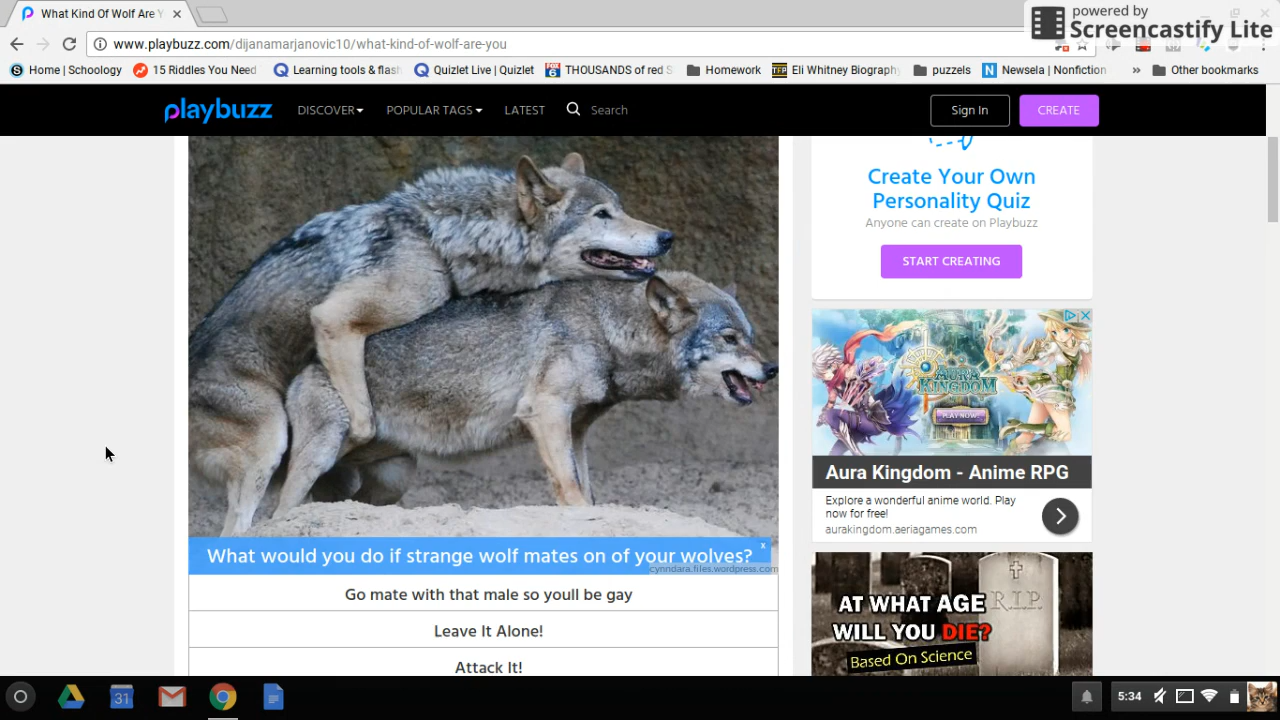 What Kind Of Wolf Are Y
powered by
Screencastify Lite
www.playbuzz.com/dijanamarjanovic10/what-kind-of-wolf-are-you
Home | Schoology
15 Riddles You Need
Learning tools & flash
Quizlet Live | Quizlet
FOX 6
THOUSANDS of red S
Homework
TFP
Eli Whitney Biography
puzzels
Newsela | Nonfiction
Other bookmarks
playbuzz
DISCOVER
POPULAR TAGS
LATEST
Search
Sign In
CREATE
Create Your Own
Personality Quiz
Anyone can create on Playbuzz
START CREATING
AURA
KINGDOM
PLAY NOW!
Aura Kingdom - Anime RPG
Explore a wonderful anime world. Play
now for free!
aurakingdom.aeriagames.com
What would you do if strange wolf mates on of your wolves?
x
cynndara.files.wordpress.com
Go mate with that male so youll be gay
Leave It Alone!
Attack It!
R.I.P.
AT WHAT AGE
WILL YOU DIE?
Based On Science
31
5:34